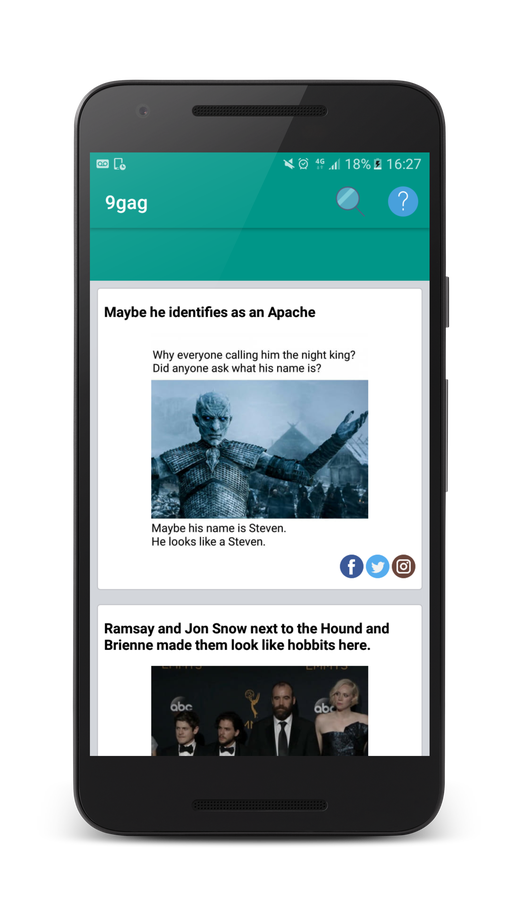 4G
18%
16:27
9gag
?
Maybe he identifies as an Apache
Why everyone calling him the night king?
Did anyone ask what his name is?
Maybe his name is Steven.
He looks like a Steven.
Ramsay and Jon Snow next to the Hound and
Brienne made them look like hobbits here.
EMMYS
abc
abc